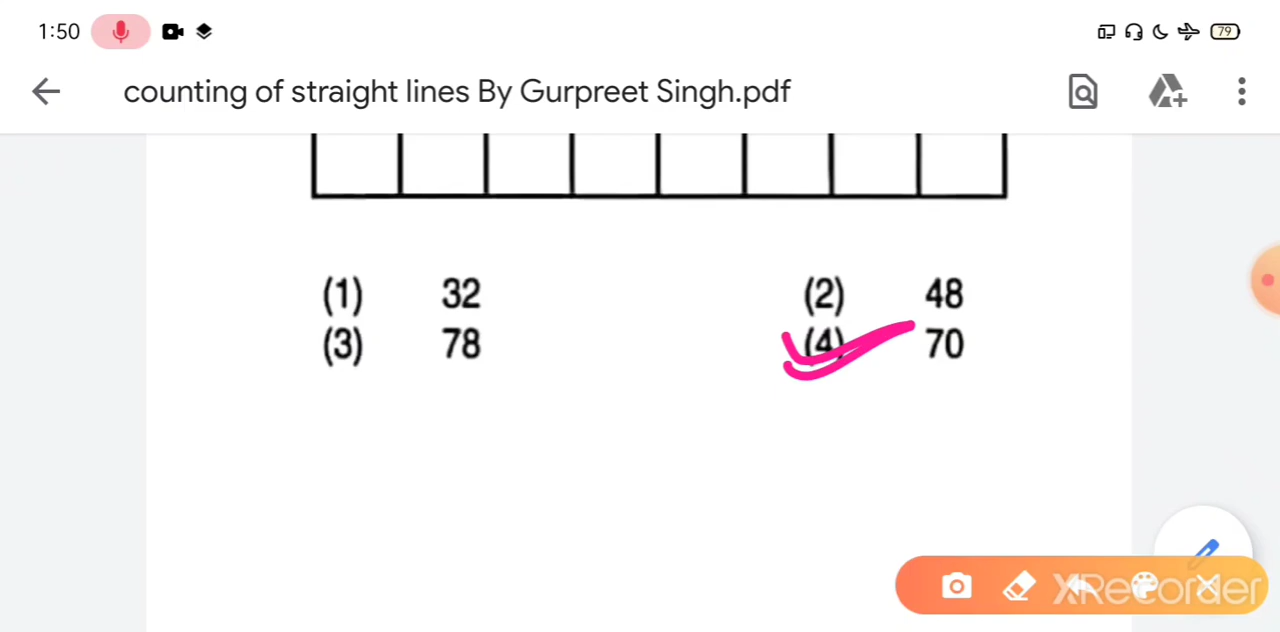 1:50 79
counting of straight lines By Gurpreet Singh.pdf
(1) 32 (2) 48
(3) 78 (4) 70
XRecorder